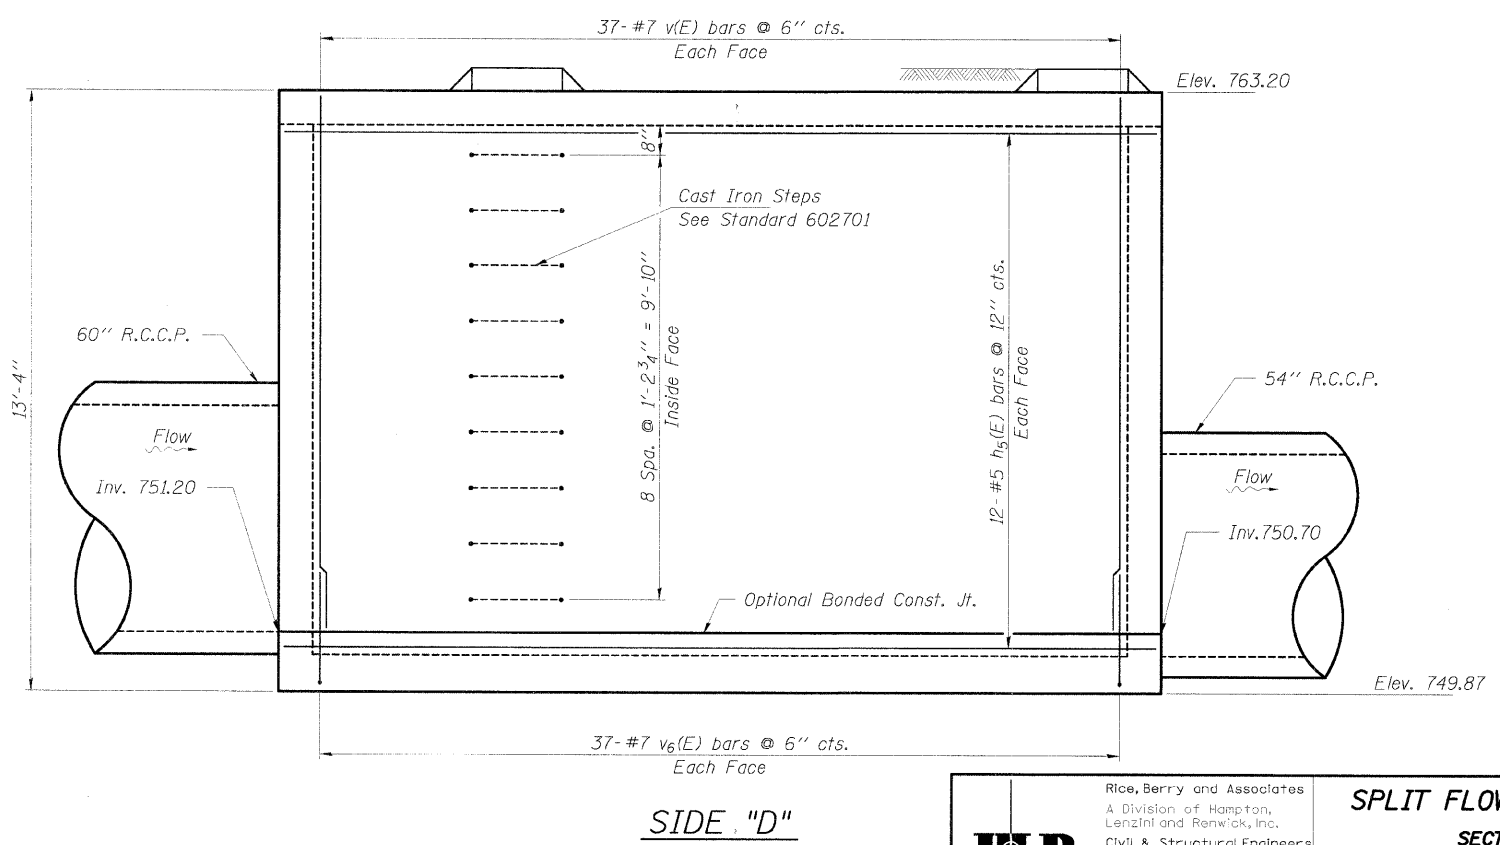 37-#7 v(E) bars @ 6" cts.
Each Face
Elev. 763.20
8"
Cast Iron Steps
See Standard 602701
8 Spa. @ 1'-2 3/4" = 9'-10"
Inside Face
12-#5 h5(E) bars @ 12" cts.
Each Face
13'-4"
60" R.C.C.P.
54" R.C.C.P.
Flow
Flow
Inv. 751.20
Inv. 750.70
Optional Bonded Const. Jt.
Elev. 749.87
37-#7 v6(E) bars @ 6" cts.
Each Face
SIDE "D"
Rice, Berry and Associates
A Division of Hampton,
Lenzini and Renwick, Inc.
Civil & Structural Engineers
SPLIT FLOW
SECT